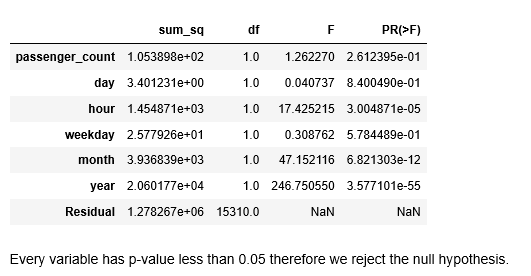 sum_sq df F PR(>F)
passenger_count 1.053898e+02 1.0 1.262270 2.612395e-01
day 3.401231e+00 1.0 0.040737 8.400490e-01
hour 1.454871e+03 1.0 17.425215 3.004871e-05
weekday 2.577926e+01 1.0 0.308762 5.784489e-01
month 3.936839e+03 1.0 47.152116 6.821303e-12
year 2.060177e+04 1.0 246.750550 3.577101e-55
Residual 1.278267e+06 15310.0 NaN NaN
Every variable has p-value less than 0.05 therefore we reject the null hypothesis.